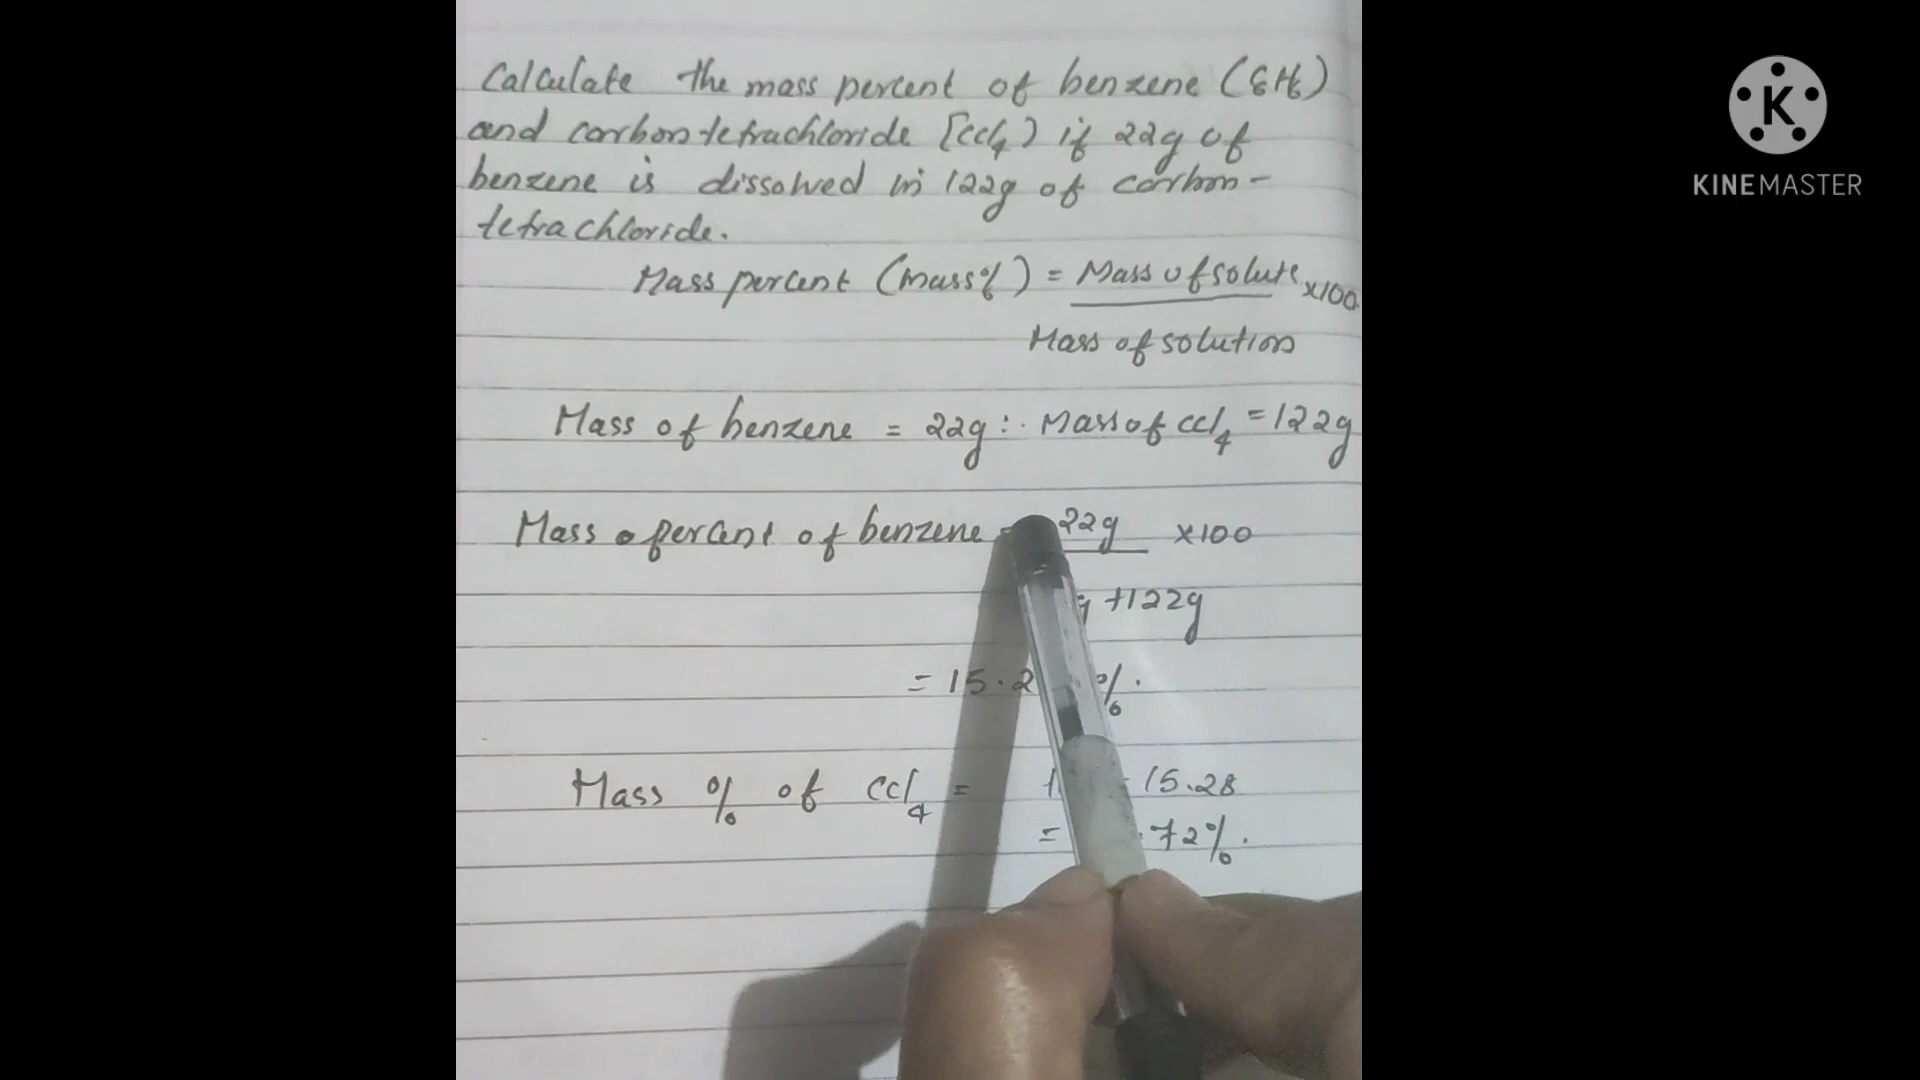 Calculate the mass percent of benzene (C6H6)
and carbontetrachloride [CCl4) if 22g of
benzene is dissolved in 122g of carbon-
tetrachloride.
Mass percent (mass%) = Mass of solute x100
Mass of solution
Mass of benzene = 22g ∴ Mass of CCl4 = 122g
Mass percent of benzene = 22g x100
+122g
= 15.2 %.
Mass % of CCl4 = 15.28
= .72%.
K
KINEMASTER